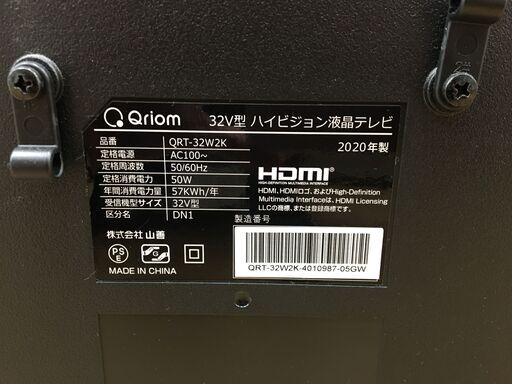 Qriom 32V型 ハイビジョン液晶テレビ
品番 QRT-32W2K 2020年製
定格電源 AC100~
定格周波数 50/60Hz
定格消費電力 50W
年間消費電力量 57KWh/年
受信機型サイズ 32V型
区分名 DN1
HDMI
HIGH-DEFINITION MULTIMEDIA INTERFACE
HDMI、HDMIロゴ、およびHigh-Definition
Multimedia Interfaceは、HDMI Licensing
LLCの商標、または登録商標です。
製造番号
株式会社 山善
PS
E
G
MADE IN CHINA
QRT-32W2K-4010987-05GW